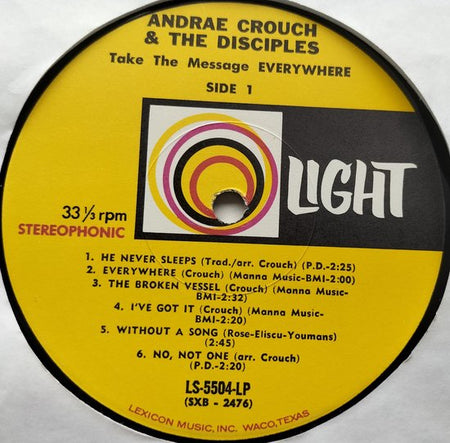 ANDRAE CROUCH
& THE DISCIPLES
Take The Message EVERYWHERE
SIDE 1
LIGHT
33 ⅓ rpm
STEREOPHONIC
1. HE NEVER SLEEPS (Trad./arr. Crouch) (P.D.-2:25)
2. EVERYWHERE (Crouch) (Manna Music-BMI-2:00)
3. THE BROKEN VESSEL (Crouch) (Manna Music-
BMI-2:32)
4. I'VE GOT IT (Crouch) (Manna Music-
BMI-2:20)
5. WITHOUT A SONG (Rose-Eliscu-Youmans)
(2:45)
6. NO, NOT ONE (arr. Crouch)
(P.D.-2:20)
LS-5504-LP
(SXB - 2476)
LEXICON MUSIC, INC. WACO, TEXAS